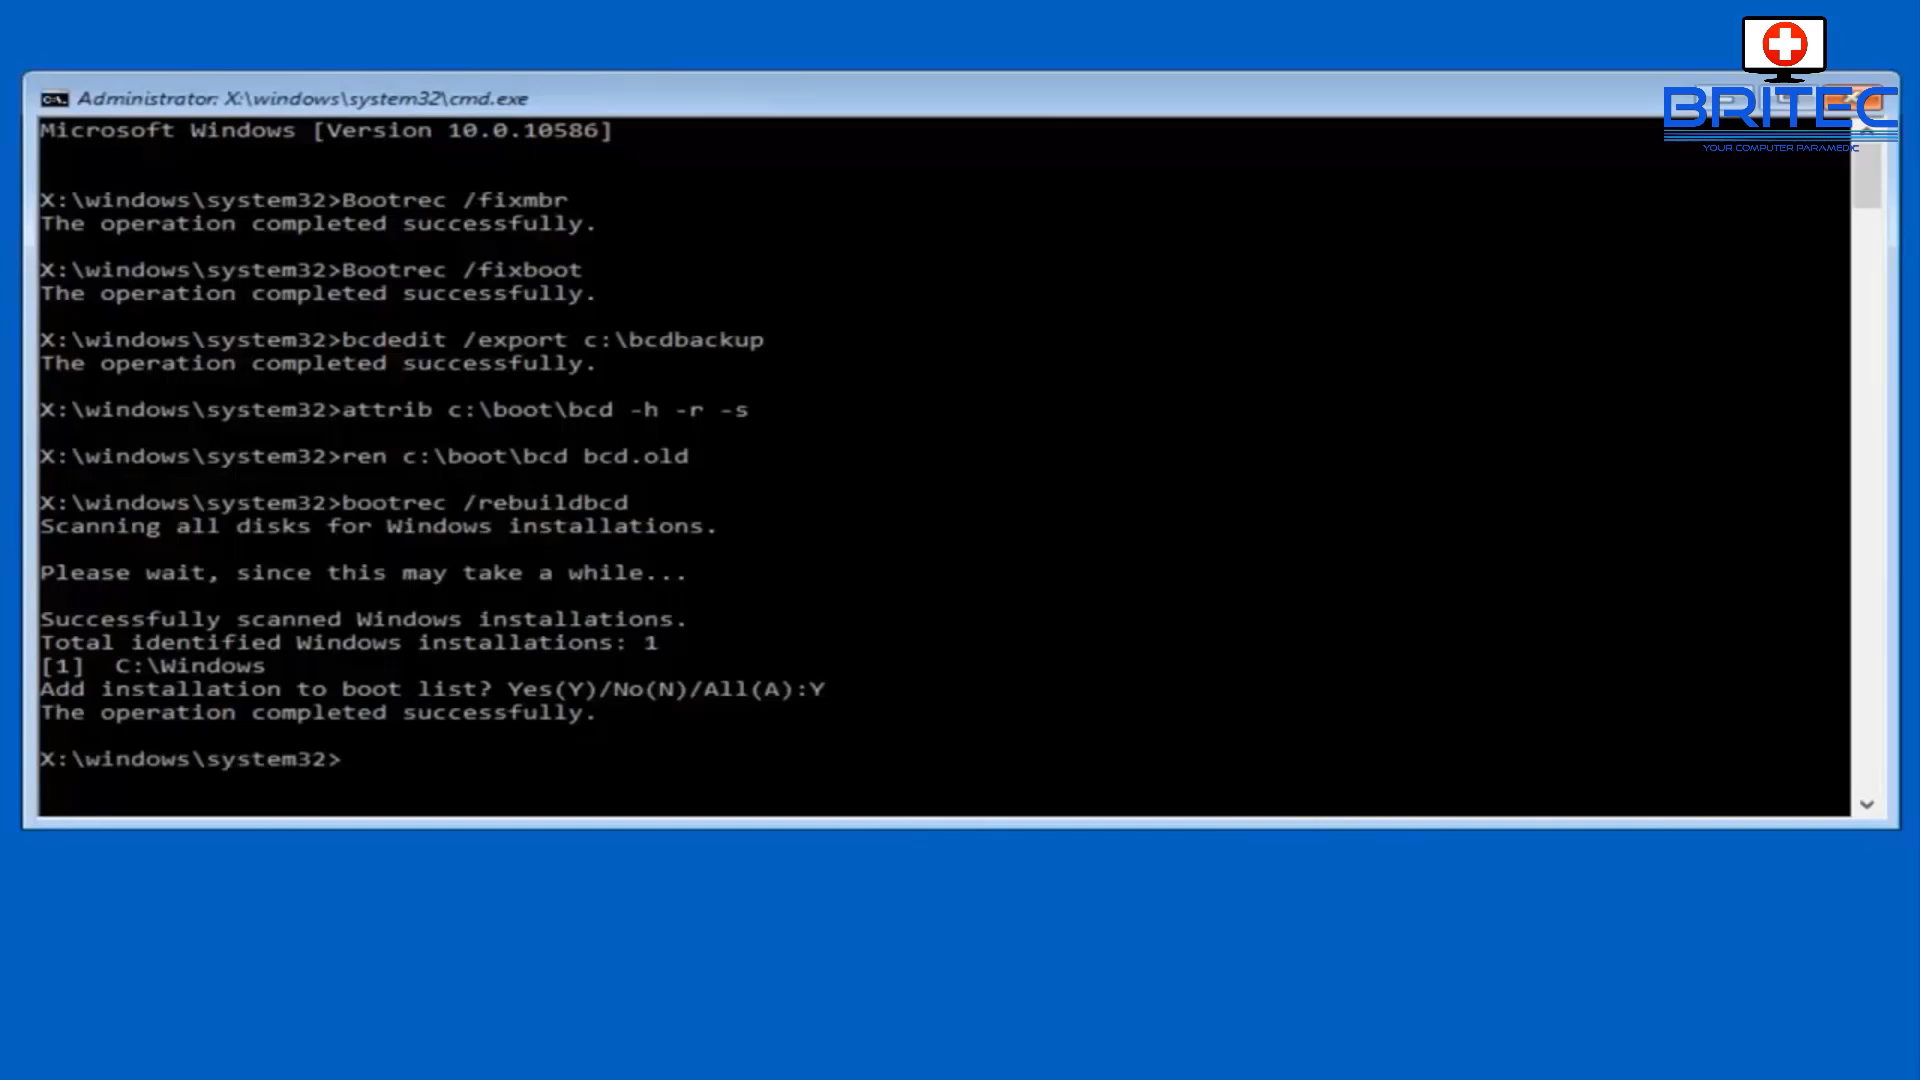 BRITEC
YOUR COMPUTER PARAMEDIC
Administrator: X:\windows\system32\cmd.exe
Microsoft Windows [Version 10.0.10586]
X:\windows\system32>Bootrec /fixmbr
The operation completed successfully.
X:\windows\system32>Bootrec /fixboot
The operation completed successfully.
X:\windows\system32>bcdedit /export c:\bcdbackup
The operation completed successfully.
X:\windows\system32>attrib c:\boot\bcd -h -r -s
X:\windows\system32>ren c:\boot\bcd bcd.old
X:\windows\system32>bootrec /rebuildbcd
Scanning all disks for Windows installations.
Please wait, since this may take a while...
Successfully scanned Windows installations.
Total identified Windows installations: 1
[1]  C:\Windows
Add installation to boot list? Yes(Y)/No(N)/All(A):Y
The operation completed successfully.
X:\windows\system32>